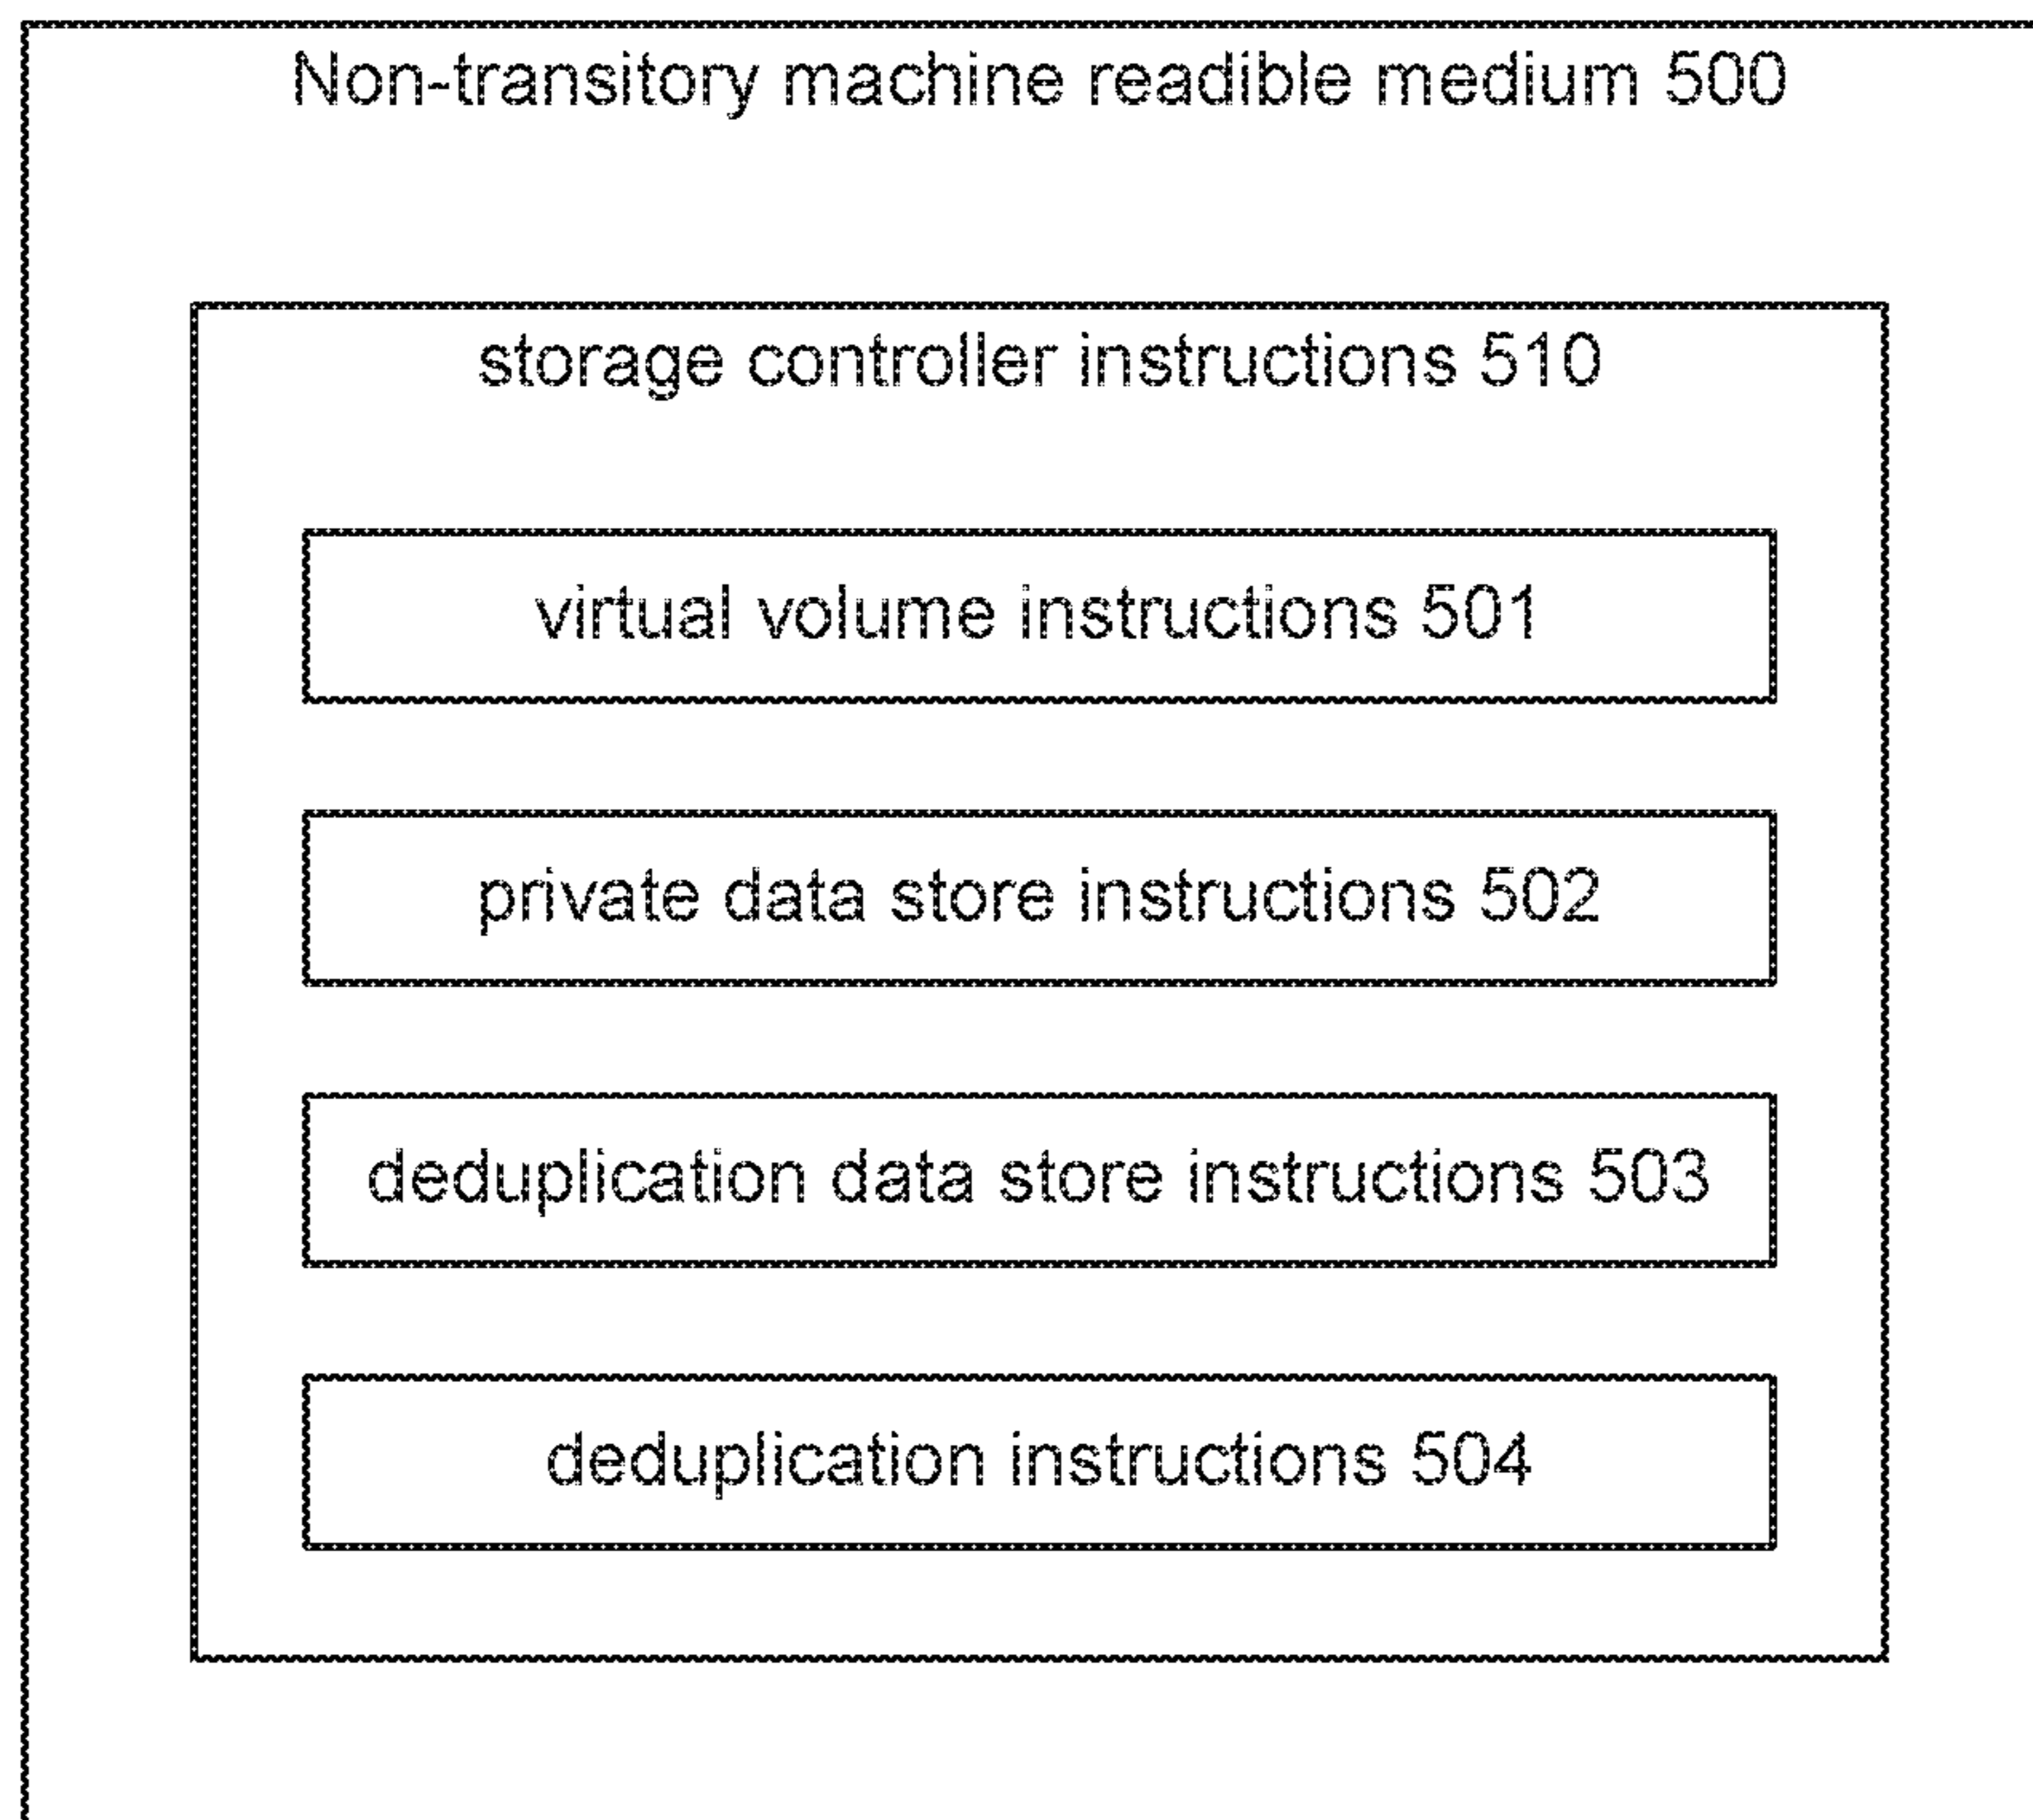 Non-transitory machine readible medium 500
storage controller instructions 510
virtual volume instructions 501
private data store instructions 502
deduplication data store instructions 503
deduplication instructions 504